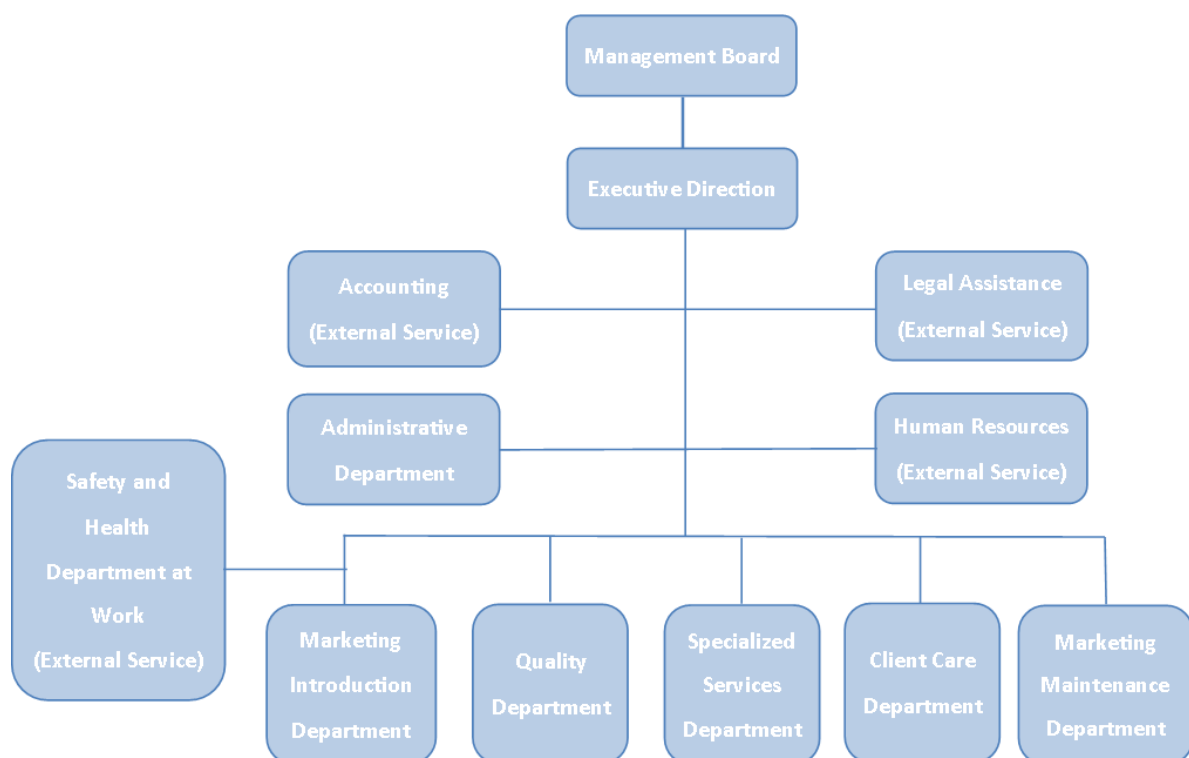 Management Board
Executive Direction
Accounting
(External Service)
Legal Assistance
(External Service)
Administrative
Department
Human Resources
(External Service)
Safety and
Health
Department at
Work
(External Service)
Marketing
Introduction
Department
Quality
Department
Specialized
Services
Department
Client Care
Department
Marketing
Maintenance
Department